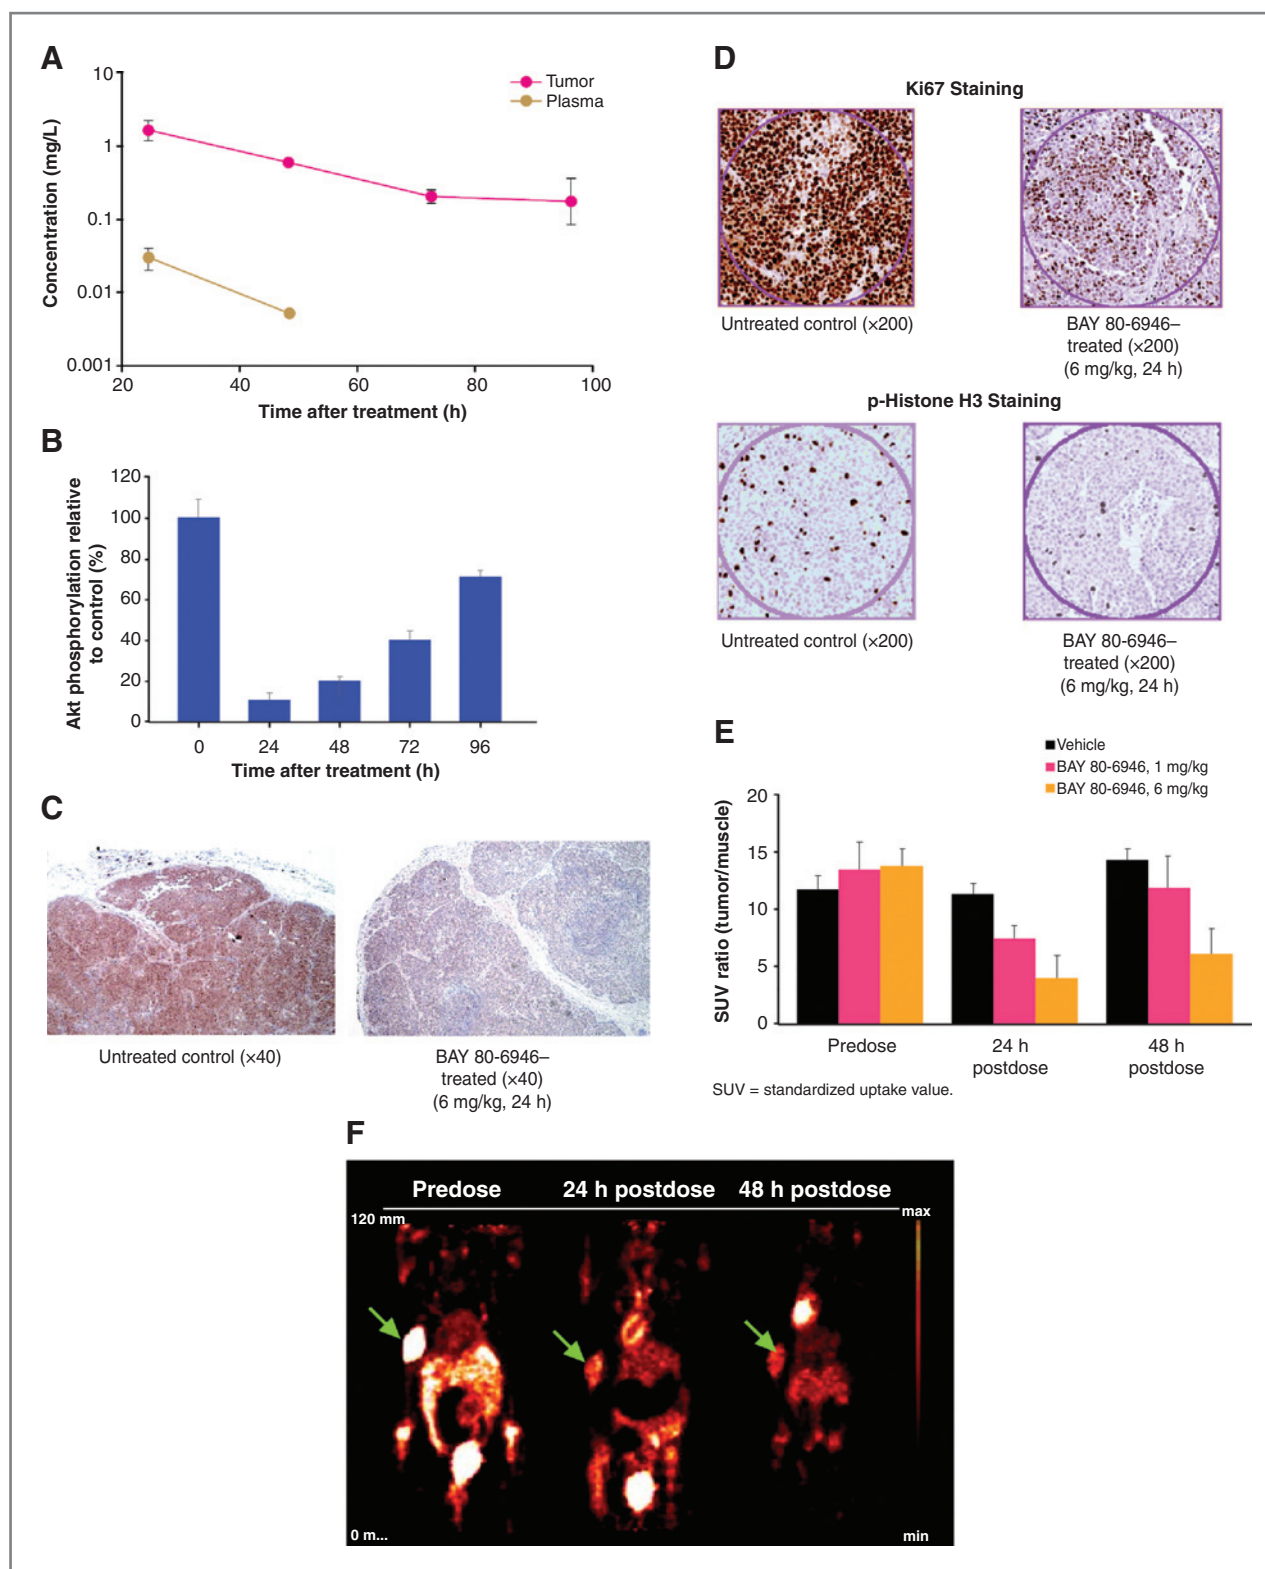 A
10
1
0.1
0.01
0.001
Concentration (mg/L)
Tumor
Plasma
20
40
60
80
100
Time after treatment (h)
B
120
100
80
60
40
20
0
Akt phosphorylation relative
to control (%)
0
24
48
72
96
Time after treatment (h)
C
Untreated control (×40)
BAY 80-6946–
treated (×40)
(6 mg/kg, 24 h)
D
Ki67 Staining
Untreated control (×200)
BAY 80-6946–
treated (×200)
(6 mg/kg, 24 h)
p-Histone H3 Staining
Untreated control (×200)
BAY 80-6946–
treated (×200)
(6 mg/kg, 24 h)
E
Vehicle
BAY 80-6946, 1 mg/kg
BAY 80-6946, 6 mg/kg
20
15
10
5
0
SUV ratio (tumor/muscle)
Predose
24 h
postdose
48 h
postdose
SUV = standardized uptake value.
F
Predose
24 h postdose
48 h postdose
120 mm
max
0 m...
min